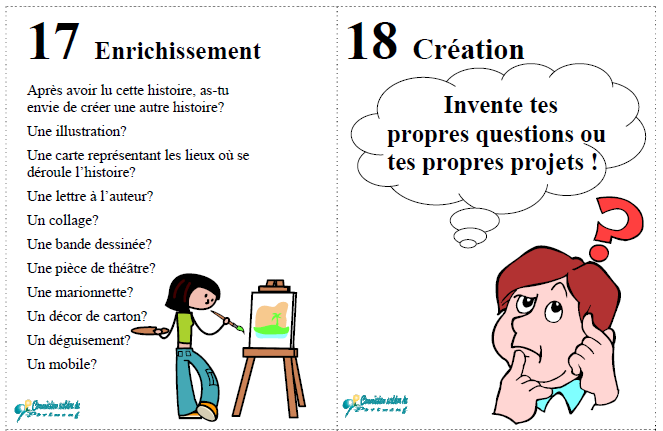 17 Enrichissement
Après avoir lu cette histoire, as-tu
envie de créer une autre histoire?
Une illustration?
Une carte représentant les lieux où se
déroule l’histoire?
Une lettre à l’auteur?
Un collage?
Une bande dessinée?
Une pièce de théâtre?
Une marionnette?
Un décor de carton?
Un déguisement?
Un mobile?
18 Création
Invente tes
propres questions ou
tes propres projets !
?